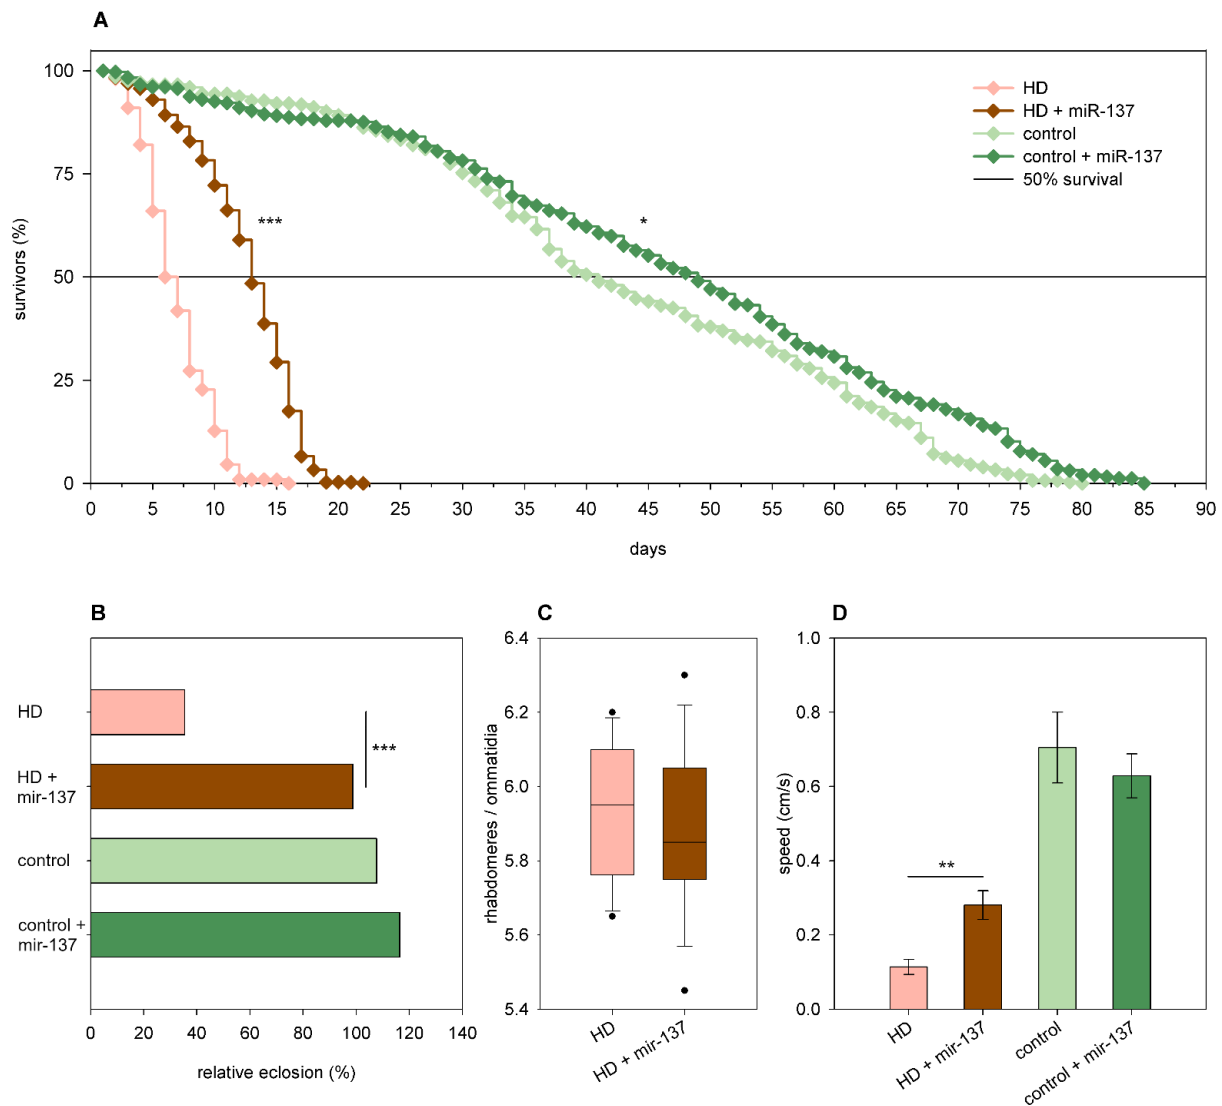 A
100
75
50
25
0
survivors (%)
HD
HD + miR-137
control
control + miR-137
50% survival
***
*
0 5 10 15 20 25 30 35 40 45 50 55 60 65 70 75 80 85 90
days
B
HD
HD +
mir-137
control
control +
mir-137
***
0 20 40 60 80 100 120 140
relative eclosion (%)
C
6.4
6.2
6.0
5.8
5.6
5.4
rhabdomeres / ommatidia
HD
HD + mir-137
D
1.0
0.8
0.6
0.4
0.2
0.0
speed (cm/s)
**
HD
HD + mir-137
control
control + mir-137